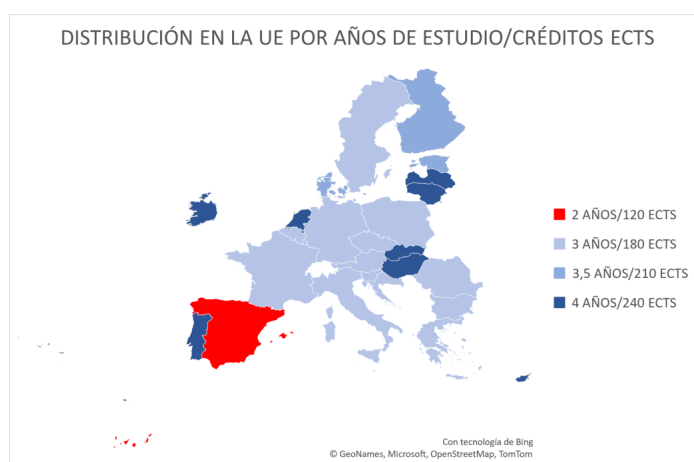 DISTRIBUCIÓN EN LA UE POR AÑOS DE ESTUDIO/CRÉDITOS ECTS
2 AÑOS/120 ECTS
3 AÑOS/180 ECTS
3,5 AÑOS/210 ECTS
4 AÑOS/240 ECTS
Con tecnología de Bing
© GeoNames, Microsoft, OpenStreetMap, TomTom